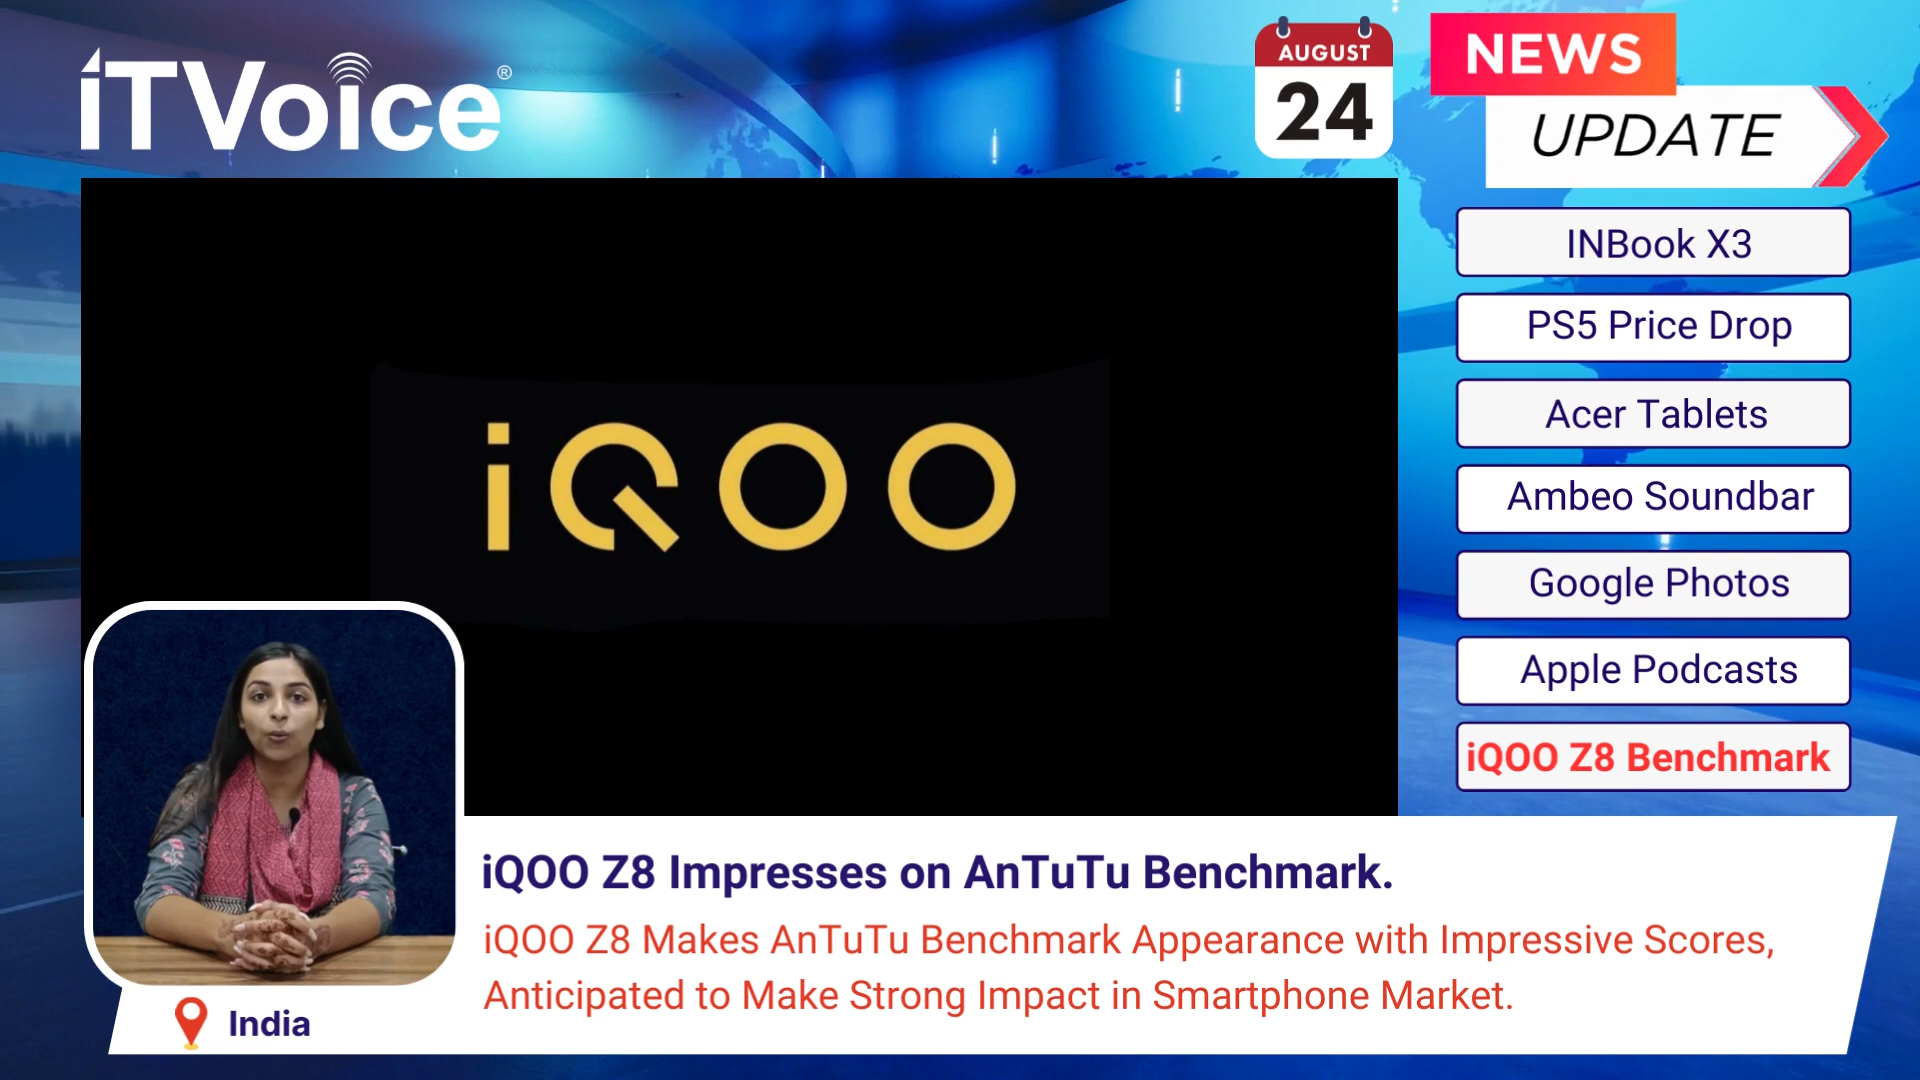 iTVoice®
AUGUST
24
NEWS
UPDATE
iQOO
INBook X3
PS5 Price Drop
Acer Tablets
Ambeo Soundbar
Google Photos
Apple Podcasts
iQOO Z8 Benchmark
iQOO Z8 Impresses on AnTuTu Benchmark.
iQOO Z8 Makes AnTuTu Benchmark Appearance with Impressive Scores,
Anticipated to Make Strong Impact in Smartphone Market.
India